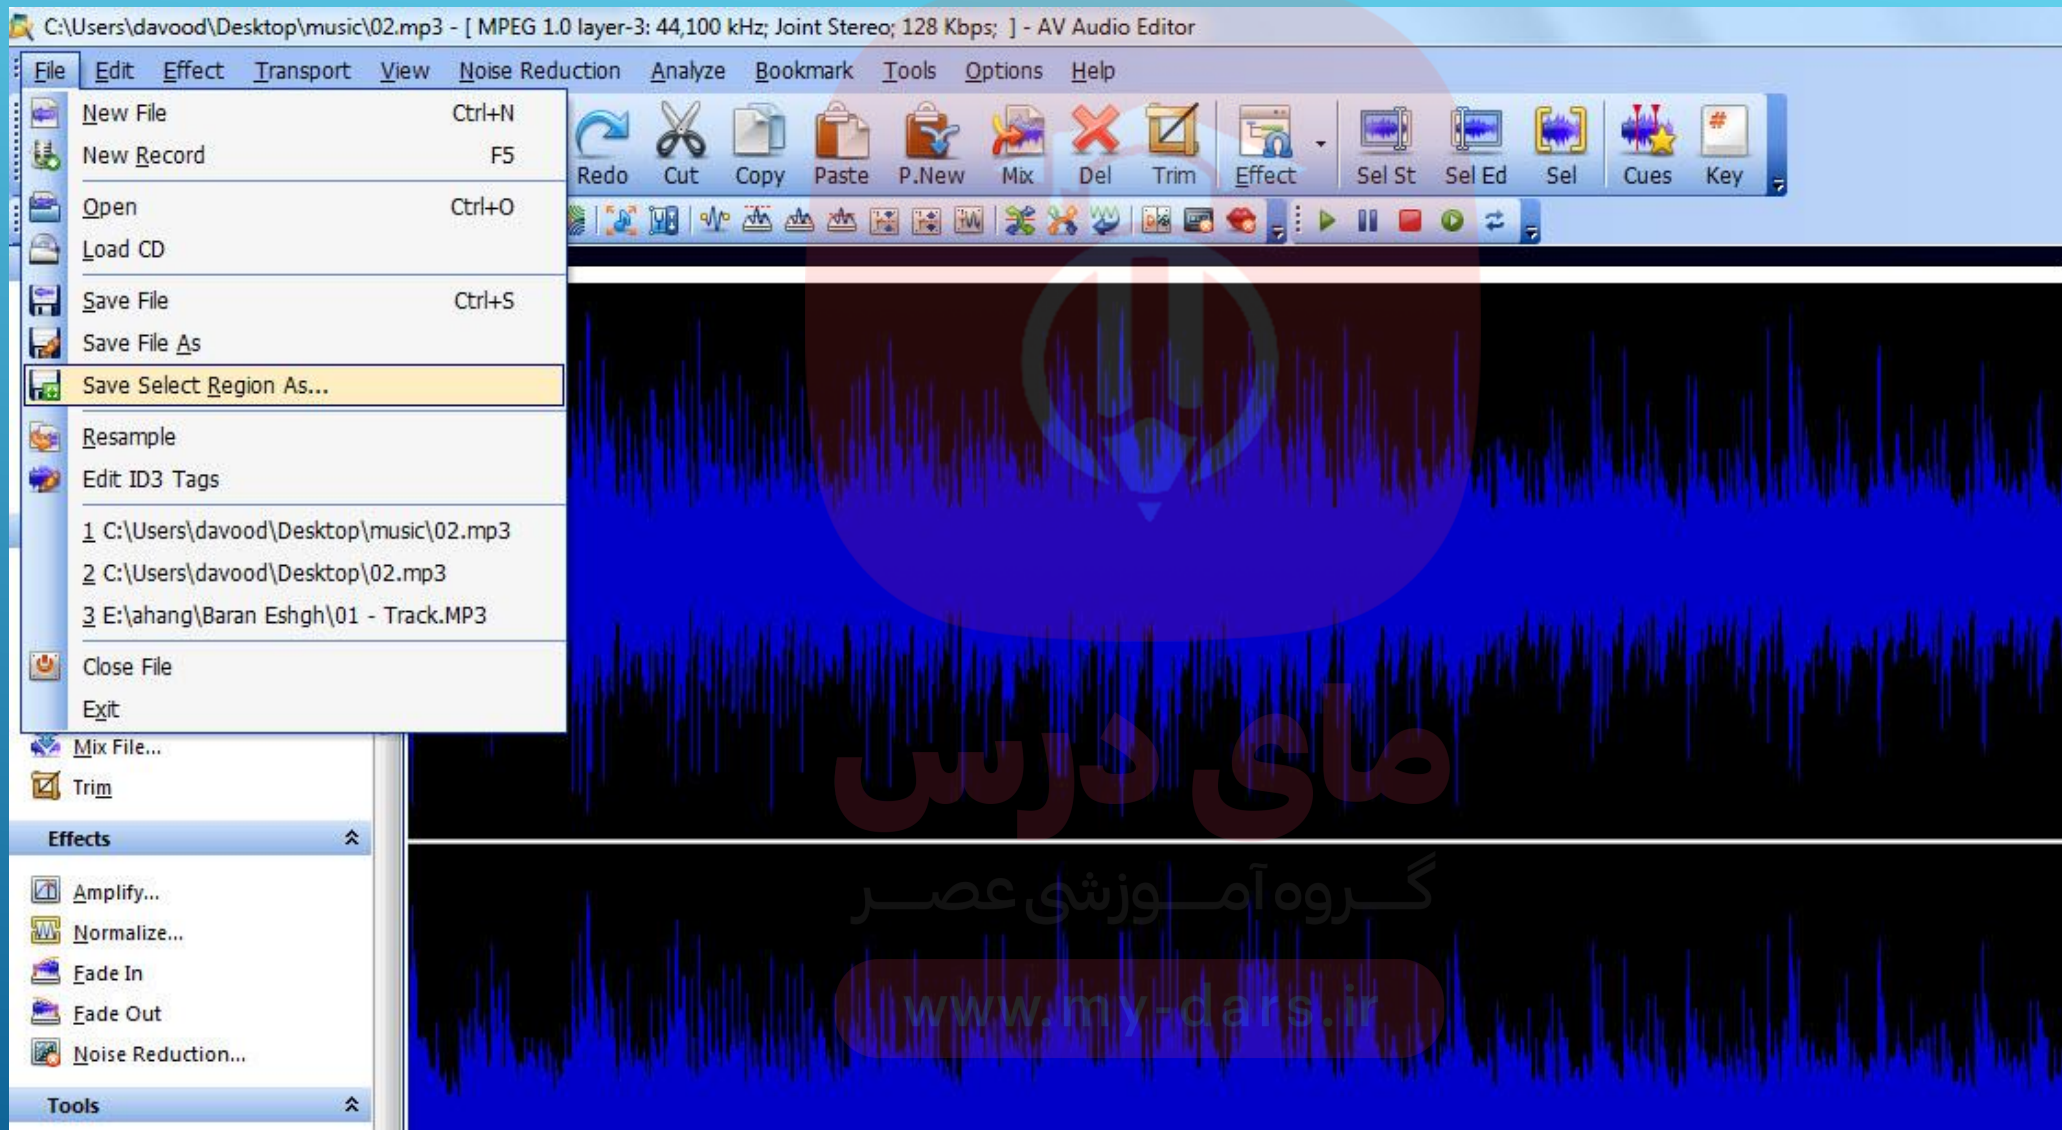 C:\Users\davood\Desktop\music\02.mp3 - [ MPEG 1.0 layer-3: 44,100 kHz; Joint Stereo; 128 Kbps;  ] - AV Audio Editor
File Edit Effect Transport View Noise Reduction Analyze Bookmark Tools Options Help
New File Ctrl+N
New Record F5
Open Ctrl+O
Load CD
Save File Ctrl+S
Save File As
Save Select Region As...
Resample
Edit ID3 Tags
1 C:\Users\davood\Desktop\music\02.mp3
2 C:\Users\davood\Desktop\02.mp3
3 E:\ahang\Baran Eshgh\01 - Track.MP3
Close File
Exit
Redo Cut Copy Paste P.New Mix Del Trim Effect Sel St Sel Ed Sel Cues Key
Mix File...
Trim
Effects
Amplify...
Normalize...
Fade In
Fade Out
Noise Reduction...
Tools
مای درس
گروه آموزشی عصر
www.my-dars.ir